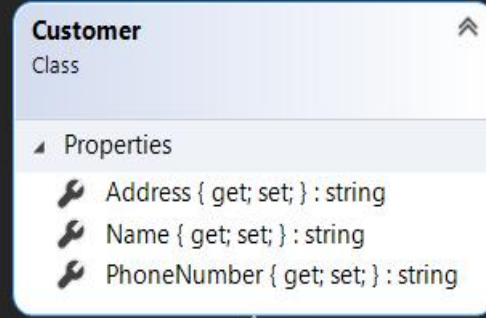 Customer
Class
Properties
Address { get; set; } : string
Name { get; set; } : string
PhoneNumber { get; set; } : string